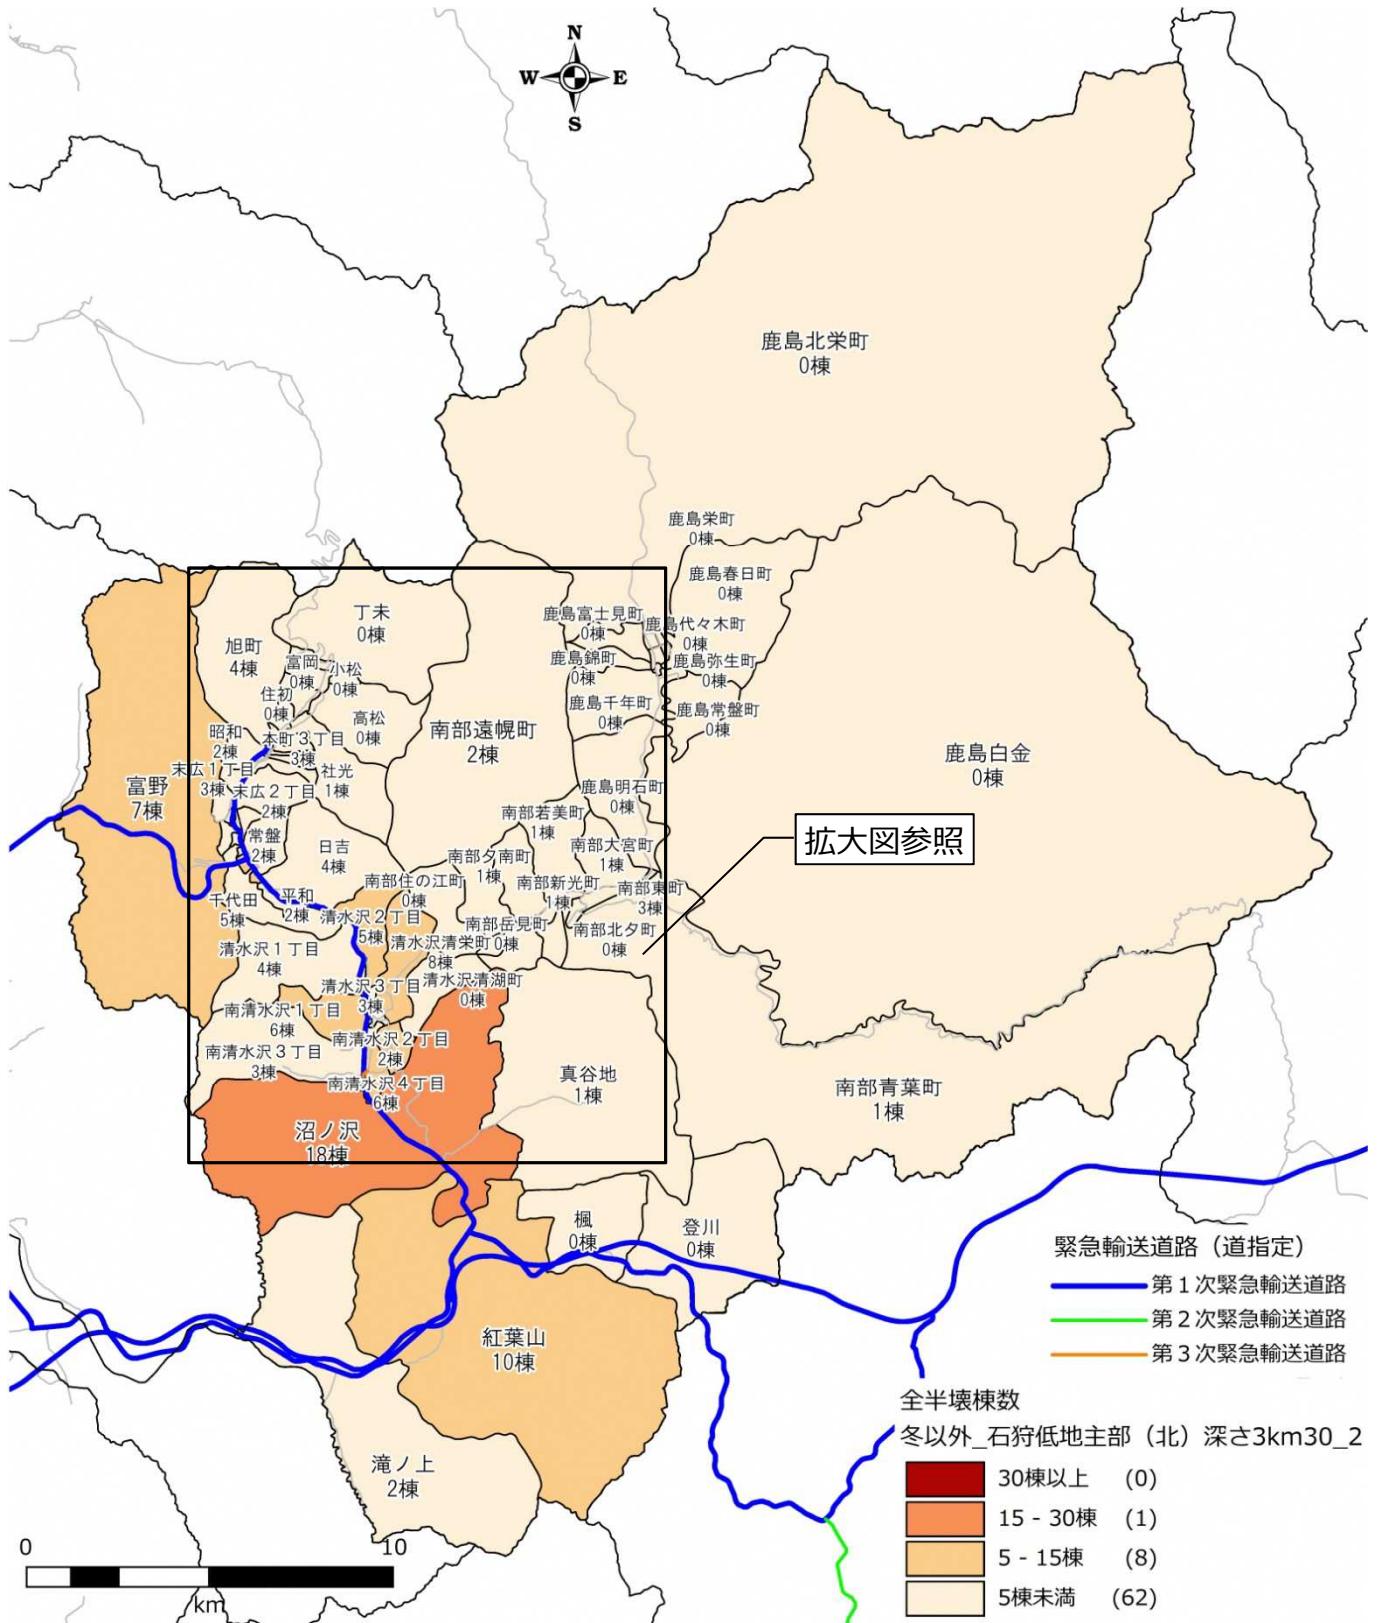 N
W E
S
鹿島北栄町
0棟
鹿島栄町
0棟
鹿島春日町
0棟
丁未
0棟
鹿島富士見町
0棟
鹿島代々木町
0棟
旭町
4棟
富岡
0棟
小松
0棟
鹿島錦町
0棟
鹿島弥生町
0棟
住初
0棟
高松
0棟
鹿島千年町
0棟
鹿島常盤町
0棟
南部遠幌町
2棟
昭和
2棟
本町３丁目
3棟
鹿島白金
0棟
末広１丁目
3棟
社光
1棟
富野
7棟
末広２丁目
2棟
鹿島明石町
0棟
南部若美町
1棟
常盤
2棟
日吉
4棟
南部大宮町
1棟
拡大図参照
南部夕南町
1棟
南部住の江町
0棟
南部新光町
1棟
南部東町
3棟
千代田
5棟
平和
2棟
清水沢２丁目
5棟
南部岳見町
0棟
南部北夕町
0棟
清水沢１丁目
4棟
清水沢清栄町
8棟
清水沢３丁目
3棟
清水沢清湖町
0棟
南清水沢１丁目
6棟
南清水沢２丁目
2棟
南清水沢３丁目
3棟
南清水沢４丁目
6棟
真谷地
1棟
南部青葉町
1棟
沼ノ沢
18棟
楓
0棟
登川
0棟
紅葉山
10棟
滝ノ上
2棟
緊急輸送道路（道指定）
第１次緊急輸送道路
第２次緊急輸送道路
第３次緊急輸送道路
全半壊棟数
冬以外_石狩低地主部（北）深さ3km30_2
30棟以上 (0)
15 - 30棟 (1)
5 - 15棟 (8)
5棟未満 (62)
0 10
km